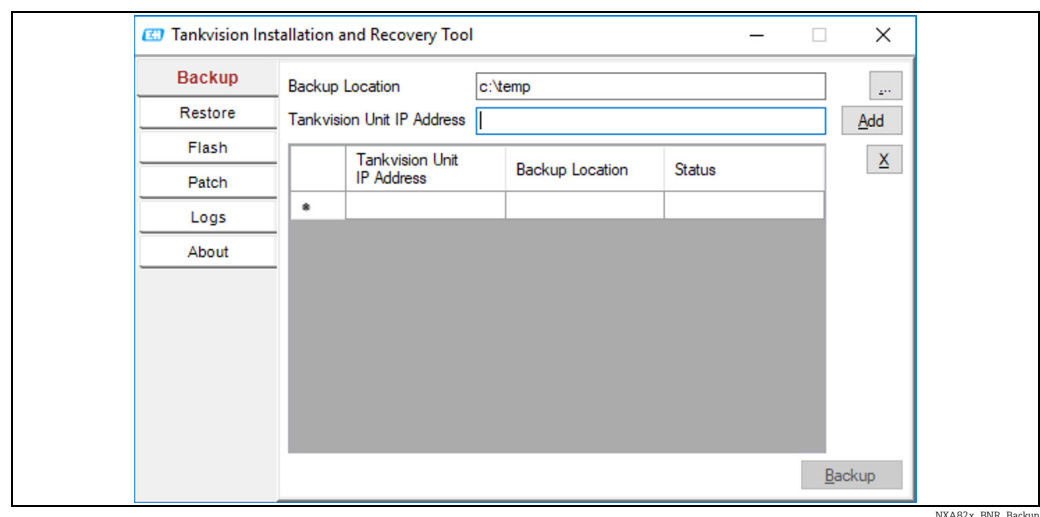 EH Tankvision Installation and Recovery Tool
Backup
Restore
Flash
Patch
Logs
About
Backup Location c:\temp ...
Tankvision Unit IP Address Add
X
Tankvision Unit
IP Address Backup Location Status
*
Backup
NXA82x_BNR_Backup